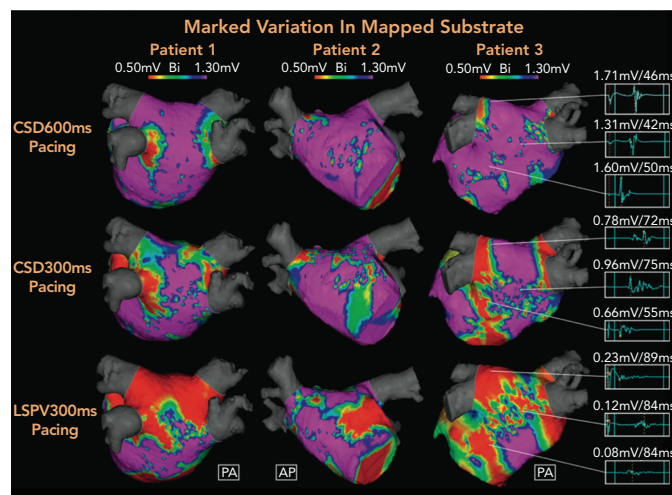 Marked Variation In Mapped Substrate
Patient 1 Patient 2 Patient 3
0.50mV Bi 1.30mV 0.50mV Bi 1.30mV 0.50mV Bi 1.30mV
1.71mV/46ms
CSD600ms
Pacing
1.31mV/42ms
1.60mV/50ms
0.78mV/72ms
CSD300ms
Pacing
0.96mV/75ms
0.66mV/55ms
0.23mV/89ms
LSPV300ms
Pacing
0.12mV/84ms
0.08mV/84ms
PA AP PA